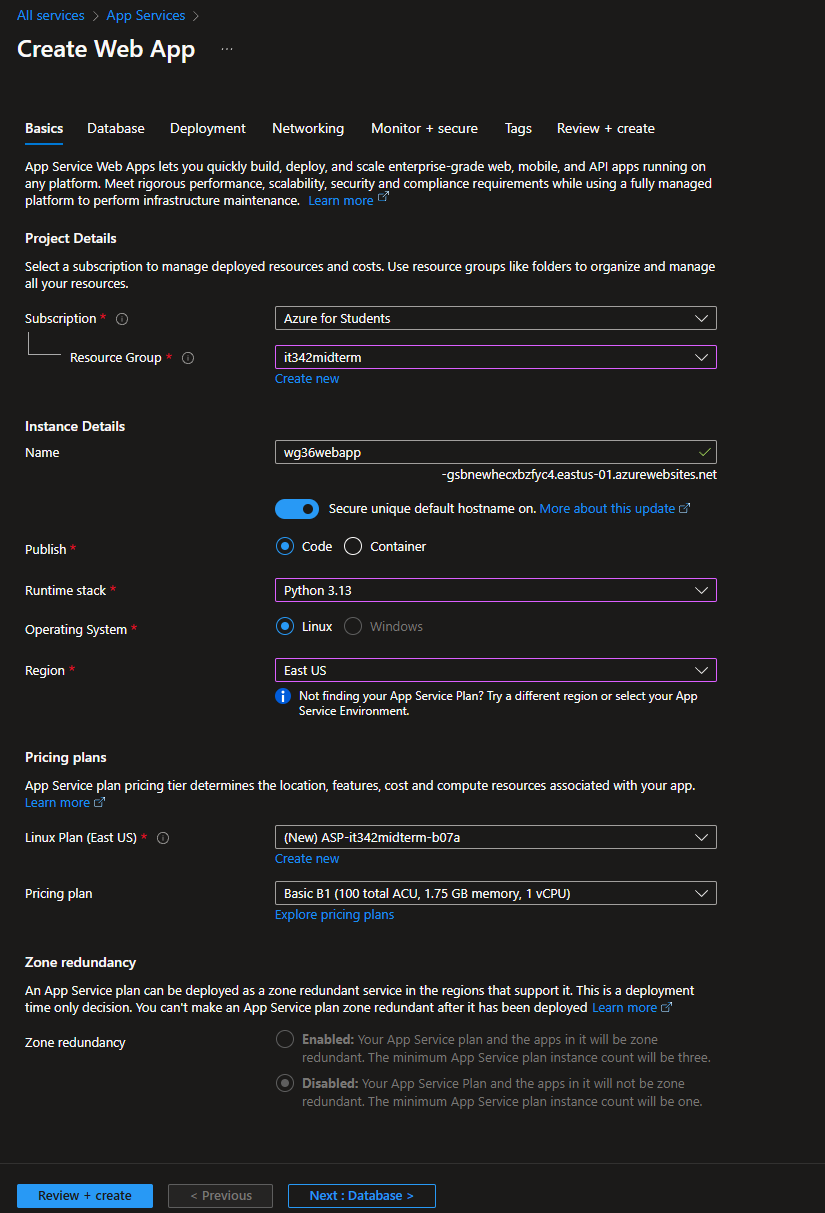 All services > App Services >
Create Web App ...
Basics Database Deployment Networking Monitor + secure Tags Review + create
App Service Web Apps lets you quickly build, deploy, and scale enterprise-grade web, mobile, and API apps running on
any platform. Meet rigorous performance, scalability, security and compliance requirements while using a fully managed
platform to perform infrastructure maintenance. Learn more
Project Details
Select a subscription to manage deployed resources and costs. Use resource groups like folders to organize and manage
all your resources.
Subscription * Azure for Students
Resource Group * it342midterm
Create new
Instance Details
Name wg36webapp
-gsbnewhecxbzfyc4.eastus-01.azurewebsites.net
Secure unique default hostname on. More about this update
Publish * Code Container
Runtime stack * Python 3.13
Operating System * Linux Windows
Region * East US
Not finding your App Service Plan? Try a different region or select your App
Service Environment.
Pricing plans
App Service plan pricing tier determines the location, features, cost and compute resources associated with your app.
Learn more
Linux Plan (East US) * (New) ASP-it342midterm-b07a
Create new
Pricing plan Basic B1 (100 total ACU, 1.75 GB memory, 1 vCPU)
Explore pricing plans
Zone redundancy
An App Service plan can be deployed as a zone redundant service in the regions that support it. This is a deployment
time only decision. You can't make an App Service plan zone redundant after it has been deployed Learn more
Zone redundancy Enabled: Your App Service plan and the apps in it will be zone
redundant. The minimum App Service plan instance count will be three.
Disabled: Your App Service Plan and the apps in it will not be zone
redundant. The minimum App Service plan instance count will be one.
Review + create < Previous Next : Database >